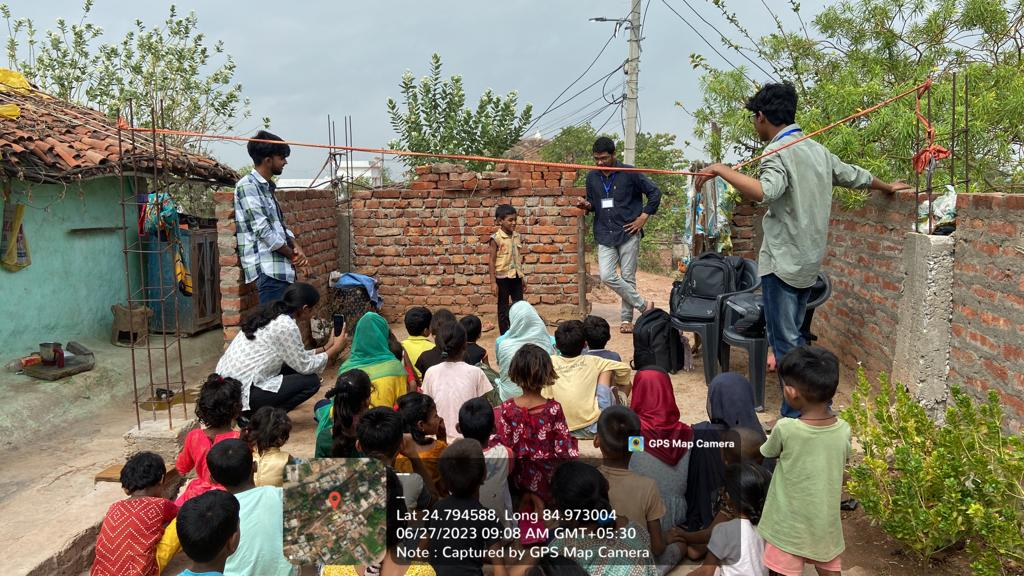 GPS Map Camera
Lat 24.794588, Long 84.973004
06/27/2023 09:08 AM GMT+05:30
Note : Captured by GPS Map Camera